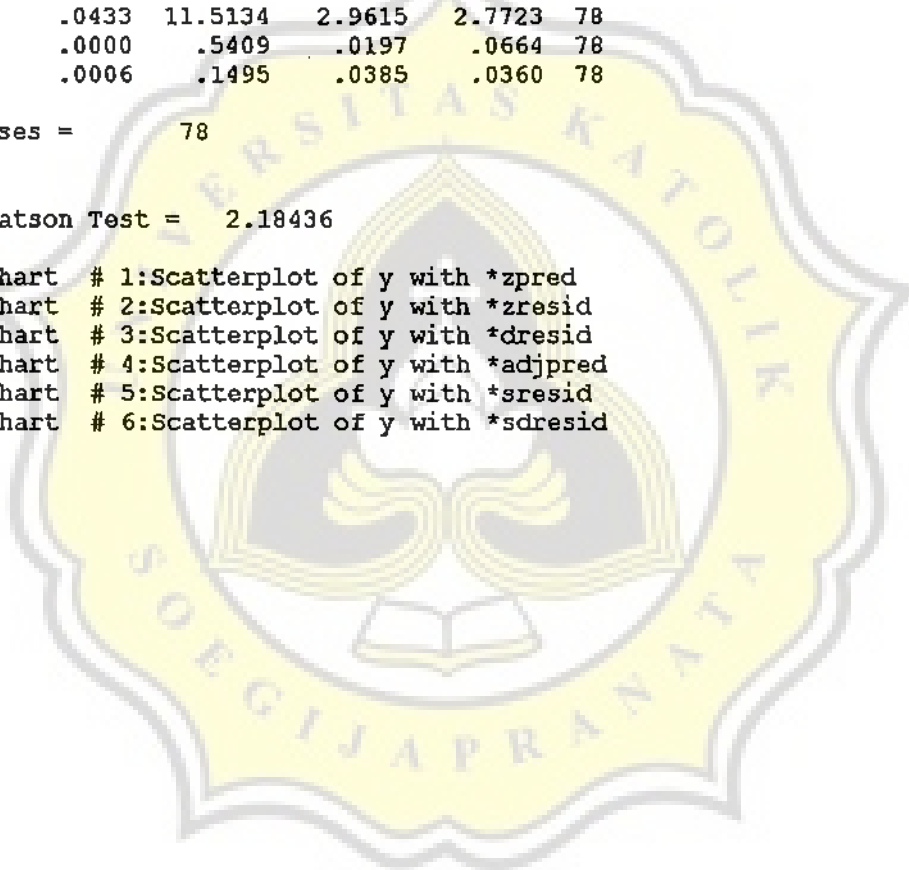 .0433 11.5134 2.9615 2.7723 78
.0000 .5409 .0197 .0664 78
.0006 .1495 .0385 .0360 78
ses = 78
atson Test = 2.18436
hart # 1:Scatterplot of y with *zpred
hart # 2:Scatterplot of y with *zresid
hart # 3:Scatterplot of y with *dresid
hart # 4:Scatterplot of y with *adjpred
hart # 5:Scatterplot of y with *sresid
hart # 6:Scatterplot of y with *sdresid
UNIVERSITAS KATOLIK
SOEGIJAPRANATA